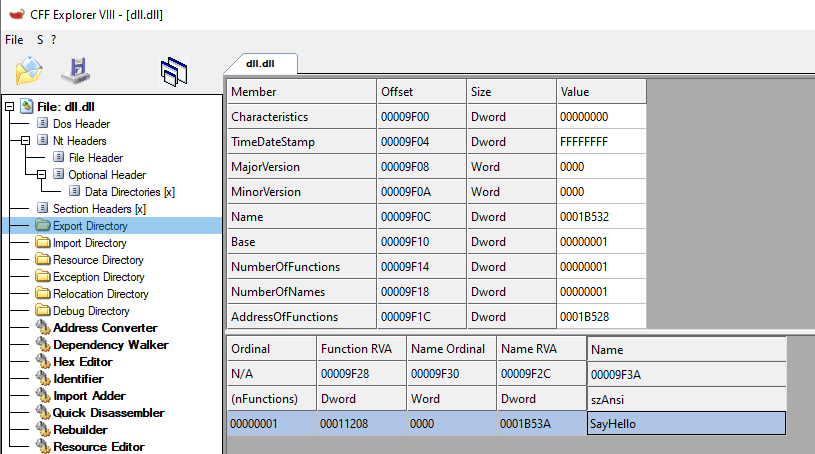 CFF Explorer VIII - [dll.dll]
File S ?
dll.dll
File: dll.dll
Dos Header
Nt Headers
File Header
Optional Header
Data Directories [x]
Section Headers [x]
Export Directory
Import Directory
Resource Directory
Exception Directory
Relocation Directory
Debug Directory
Address Converter
Dependency Walker
Hex Editor
Identifier
Import Adder
Quick Disassembler
Rebuilder
Resource Editor
Member Offset Size Value
Characteristics 00009F00 Dword 00000000
TimeDateStamp 00009F04 Dword FFFFFFFF
MajorVersion 00009F08 Word 0000
MinorVersion 00009F0A Word 0000
Name 00009F0C Dword 0001B532
Base 00009F10 Dword 00000001
NumberOfFunctions 00009F14 Dword 00000001
NumberOfNames 00009F18 Dword 00000001
AddressOfFunctions 00009F1C Dword 0001B528
Ordinal Function RVA Name Ordinal Name RVA Name
N/A 00009F28 00009F30 00009F2C 00009F3A
(nFunctions) Dword Word Dword szAnsi
00000001 00011208 0000 0001B53A SayHello